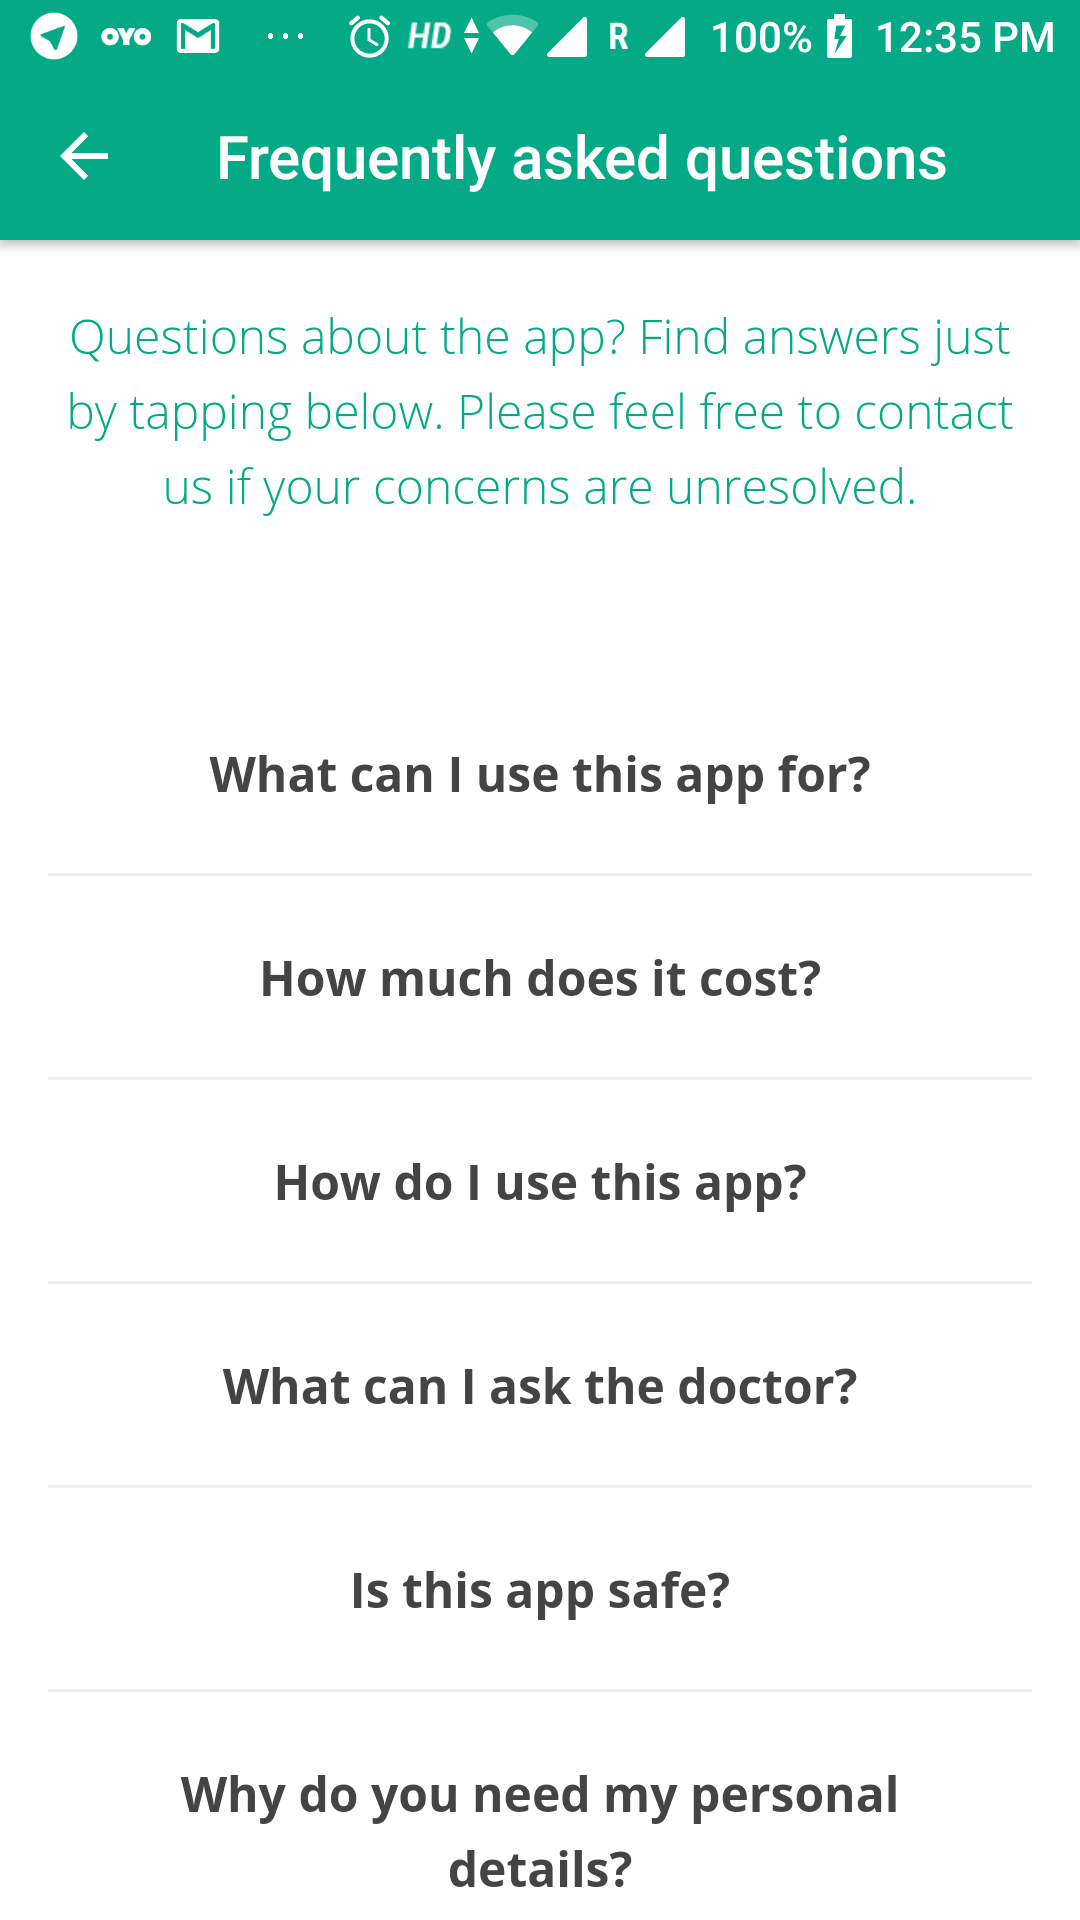 OYO HD R 100% 12:35 PM
Frequently asked questions
Questions about the app? Find answers just
by tapping below. Please feel free to contact
us if your concerns are unresolved.
What can I use this app for?
How much does it cost?
How do I use this app?
What can I ask the doctor?
Is this app safe?
Why do you need my personal
details?